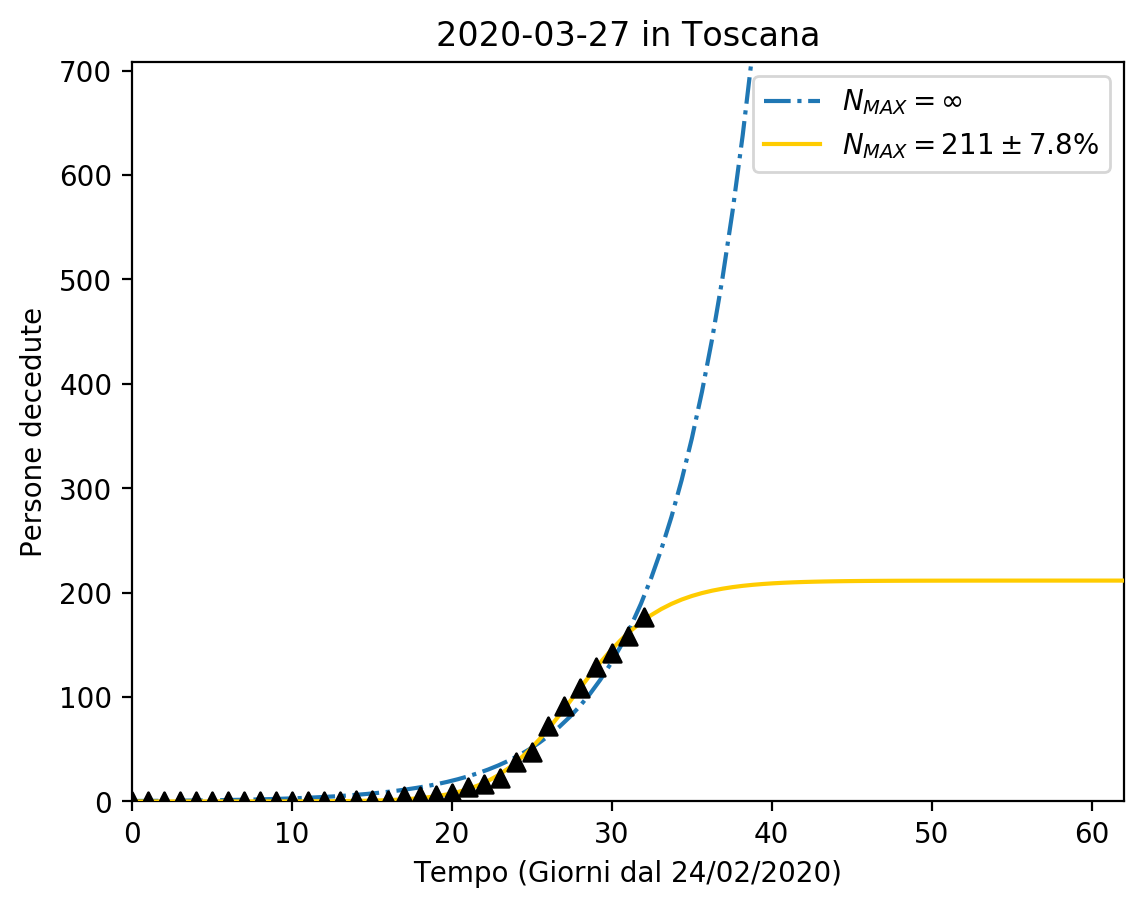 2020-03-27 in Toscana
N_MAX = ∞
N_MAX = 211 ± 7.8%
Persone decedute
700
600
500
400
300
200
100
0
0 10 20 30 40 50 60
Tempo (Giorni dal 24/02/2020)